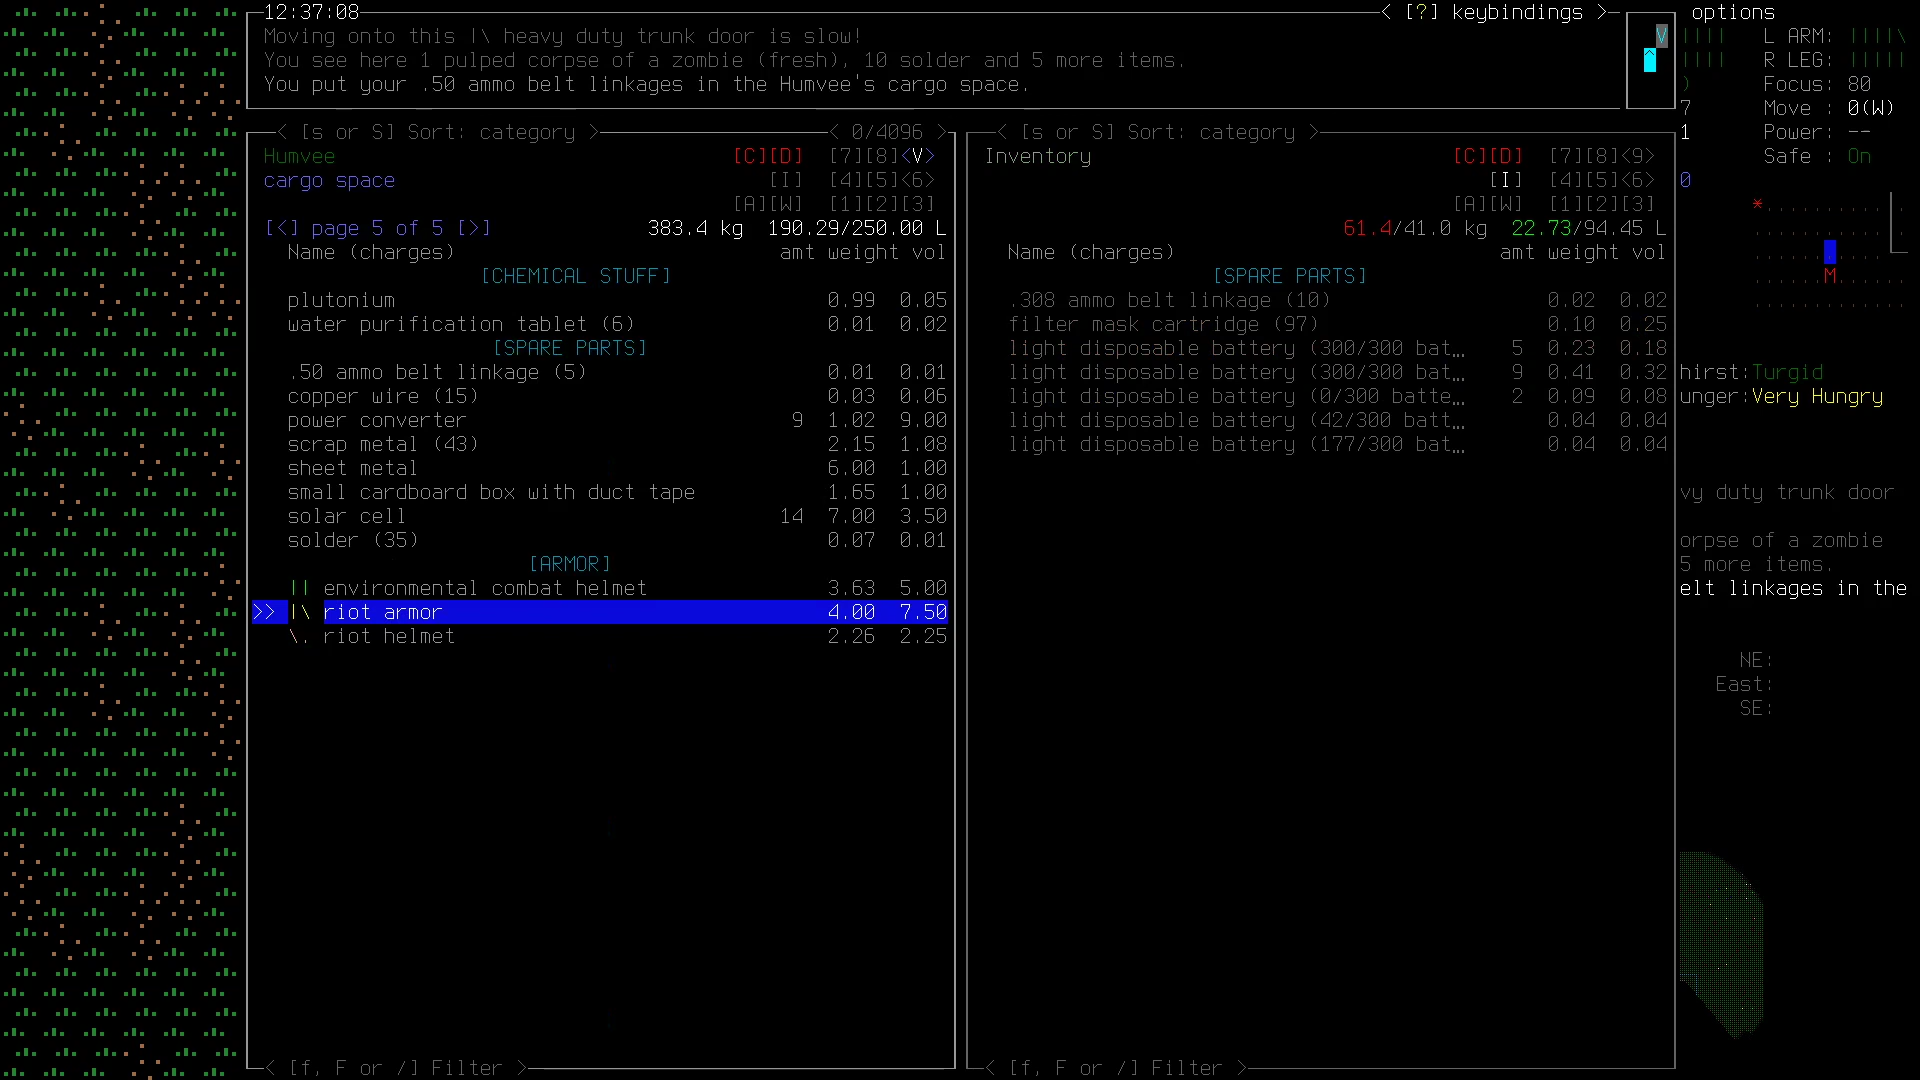 12:37:08 < [?] keybindings > options
Moving onto this |\ heavy duty trunk door is slow!
You see here 1 pulped corpse of a zombie (fresh), 10 solder and 5 more items.
You put your .50 ammo belt linkages in the Humvee's cargo space.
V
^
|||| L ARM: ||||\
|||| R LEG: |||||
) Focus: 80
7 Move : 0(W)
1 Power: --
Safe : On
0
< [s or S] Sort: category > < 0/4096 >
Humvee [C][D] [7][8]<V>
cargo space [I] [4][5]<6>
[A][W] [1][2][3]
[<] page 5 of 5 [>] 383.4 kg 190.29/250.00 L
Name (charges) amt weight vol
[CHEMICAL STUFF]
plutonium 0.99 0.05
water purification tablet (6) 0.01 0.02
[SPARE PARTS]
.50 ammo belt linkage (5) 0.01 0.01
copper wire (15) 0.03 0.06
power converter 9 1.02 9.00
scrap metal (43) 2.15 1.08
sheet metal 6.00 1.00
small cardboard box with duct tape 1.65 1.00
solar cell 14 7.00 3.50
solder (35) 0.07 0.01
[ARMOR]
|| environmental combat helmet 3.63 5.00
>> |\ riot armor 4.00 7.50
\. riot helmet 2.26 2.25
< [f, F or /] Filter >
< [s or S] Sort: category >
Inventory [C][D] [7][8]<9>
[I] [4][5]<6>
[A][W] [1][2][3]
61.4/41.0 kg 22.73/94.45 L
Name (charges) amt weight vol
[SPARE PARTS]
.308 ammo belt linkage (10) 0.02 0.02
filter mask cartridge (97) 0.10 0.25
light disposable battery (300/300 bat… 5 0.23 0.18
light disposable battery (300/300 bat… 9 0.41 0.32
light disposable battery (0/300 batte… 2 0.09 0.08
light disposable battery (42/300 batt… 0.04 0.04
light disposable battery (177/300 bat… 0.04 0.04
< [f, F or /] Filter >
*
M
hirst:Turgid
unger:Very Hungry
vy duty trunk door
orpse of a zombie
5 more items.
elt linkages in the
NE:
East:
SE: